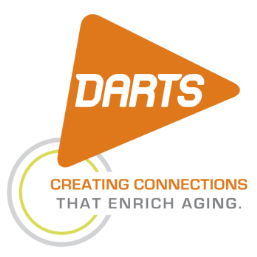 DARTS
CREATING CONNECTIONS
THAT ENRICH AGING.